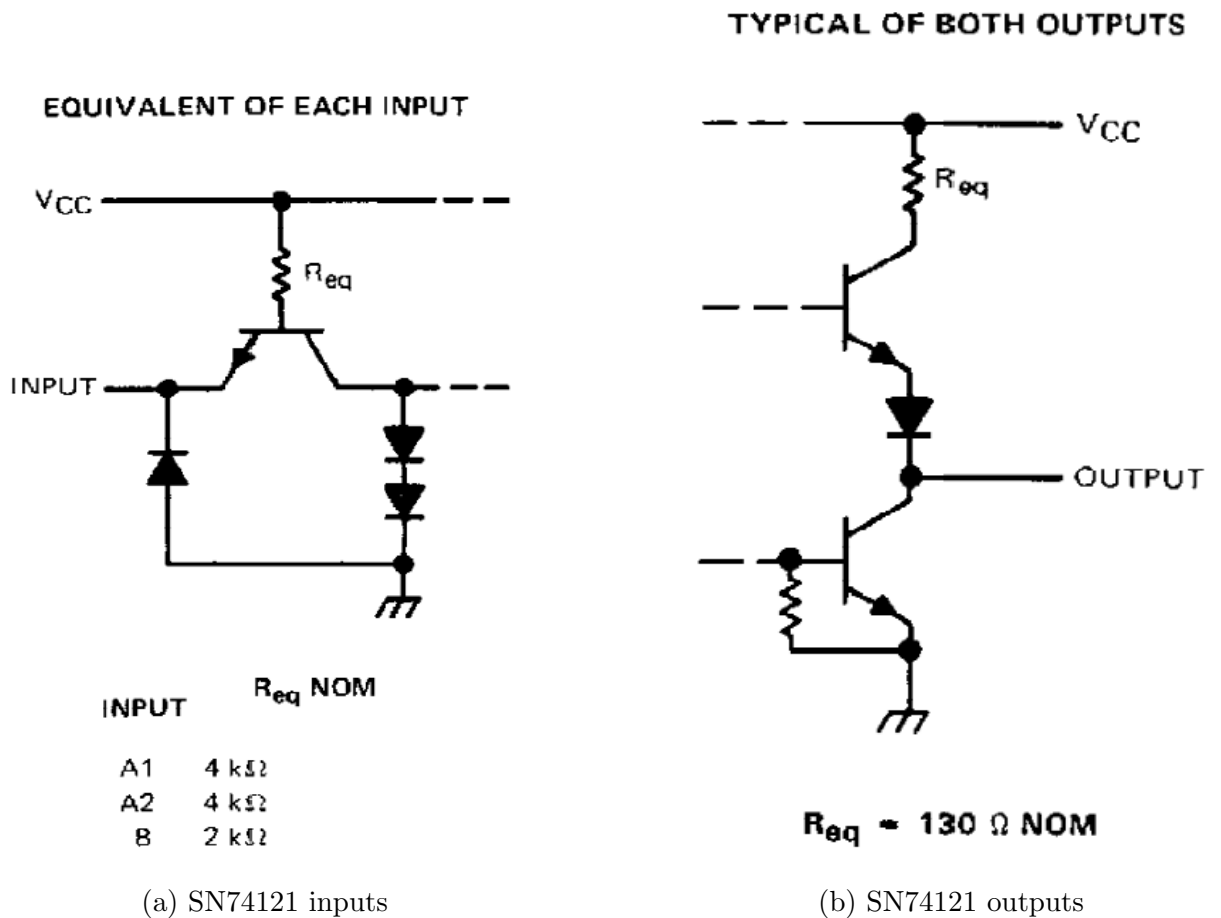 EQUIVALENT OF EACH INPUT
VCC
Req
INPUT
Req NOM
INPUT
A1 4 kΩ
A2 4 kΩ
B 2 kΩ
(a) SN74121 inputs
TYPICAL OF BOTH OUTPUTS
VCC
Req
OUTPUT
Req = 130 Ω NOM
(b) SN74121 outputs